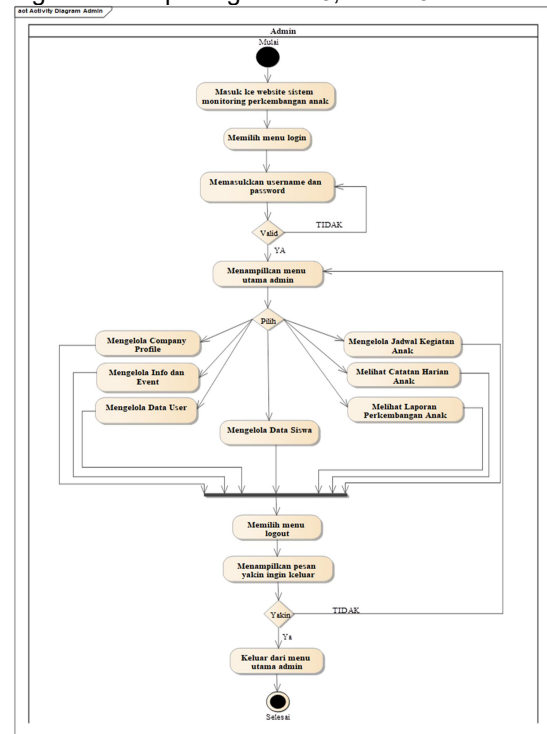 act Activity Diagram Admin
Admin
Mulai
Masuk ke website sistem
monitoring perkembangan anak
Memilih menu login
Memasukkan username dan
password
TIDAK
Valid
YA
Menampilkan menu
utama admin
Pilih
Mengelola Company
Profile
Mengelola Jadwal Kegiatan
Anak
Mengelola Info dan
Event
Melihat Catatan Harian
Anak
Mengelola Data User
Melihat Laporan
Perkembangan Anak
Mengelola Data Siswa
Memilih menu
logout
Menampilkan pesan
yakin ingin keluar
Yakin
TIDAK
Ya
Keluar dari menu
utama admin
Selesai